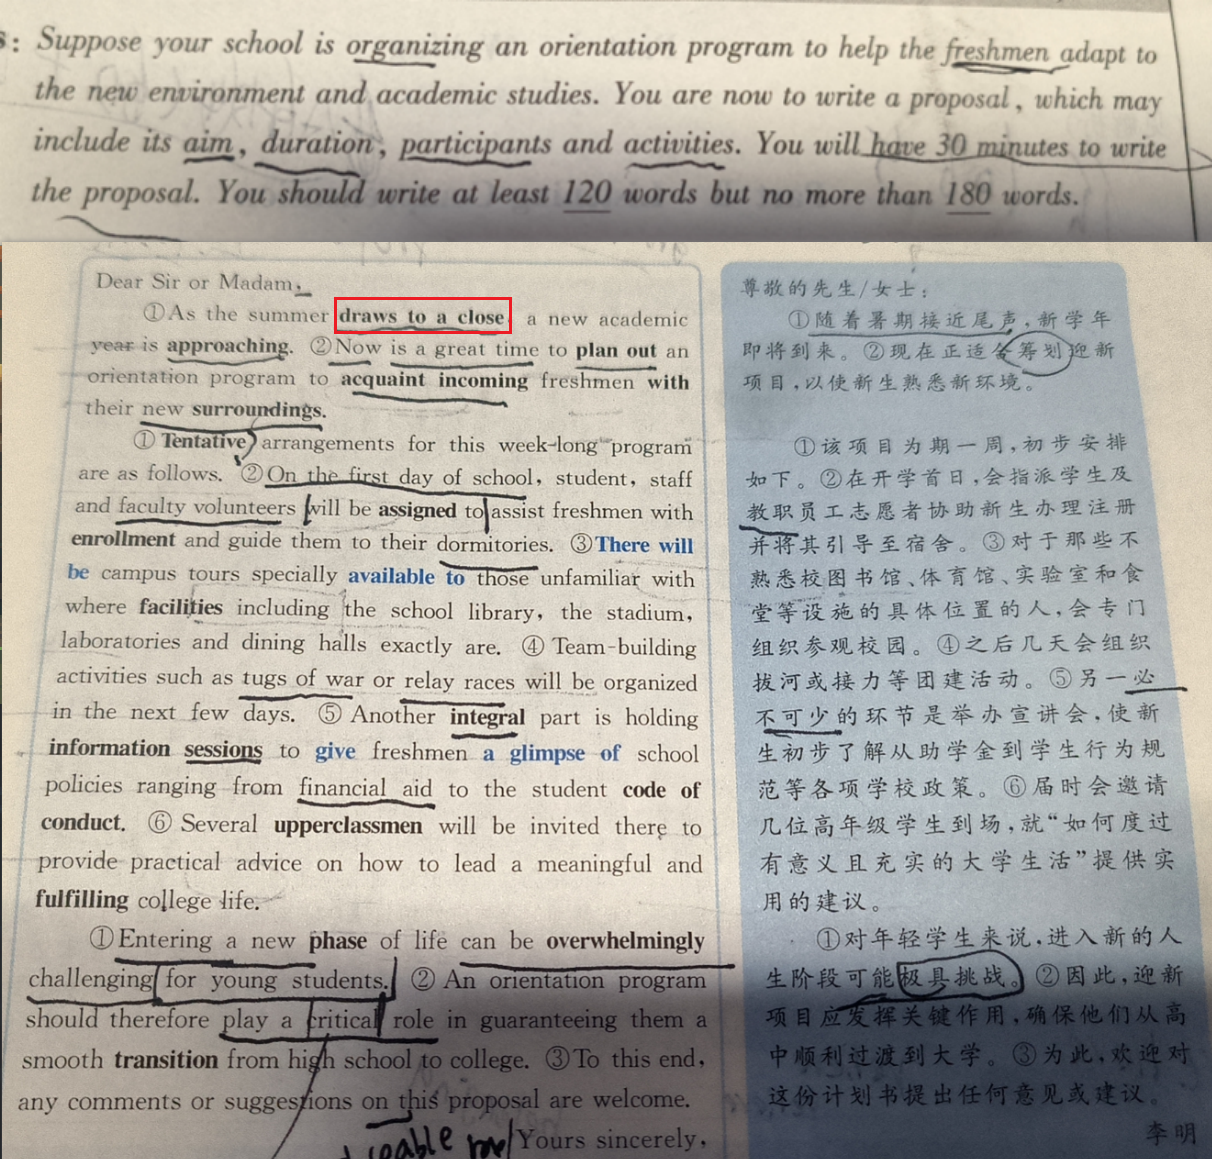 : Suppose your school is organizing an orientation program to help the freshmen adapt to
the new environment and academic studies. You are now to write a proposal, which may
include its aim, duration, participants and activities. You will have 30 minutes to write
the proposal. You should write at least 120 words but no more than 180 words.
Dear Sir or Madam,
①As the summer draws to a close, a new academic
year is approaching. ②Now is a great time to plan out an
orientation program to acquaint incoming freshmen with
their new surroundings.
①Tentative arrangements for this week-long program
are as follows. ②On the first day of school, student, staff
and faculty volunteers will be assigned to assist freshmen with
enrollment and guide them to their dormitories. ③There will
be campus tours specially available to those unfamiliar with
where facilities including the school library, the stadium,
laboratories and dining halls exactly are. ④Team-building
activities such as tugs of war or relay races will be organized
in the next few days. ⑤Another integral part is holding
information sessions to give freshmen a glimpse of school
policies ranging from financial aid to the student code of
conduct. ⑥Several upperclassmen will be invited there to
provide practical advice on how to lead a meaningful and
fulfilling college life.
①Entering a new phase of life can be overwhelmingly
challenging for young students. ②An orientation program
should therefore play a critical role in guaranteeing them a
smooth transition from high school to college. ③To this end,
any comments or suggestions on this proposal are welcome.
Yours sincerely,
尊敬的先生/女士：
①随着暑期接近尾声，新学年
即将到来。②现在正适合筹划迎新
项目，以使新生熟悉新环境。
①该项目为期一周，初步安排
如下。②在开学首日，会指派学生及
教职员工志愿者协助新生办理注册
并将其引导至宿舍。③对于那些不
熟悉校图书馆、体育馆、实验室和食
堂等设施的具体位置的人，会专门
组织参观校园。④之后几天会组织
拔河或接力等团建活动。⑤另一必
不可少的环节是举办宣讲会，使新
生初步了解从助学金到学生行为规
范等各项学校政策。⑥届时会邀请
几位高年级学生到场，就“如何度过
有意义且充实的大学生活”提供实
用的建议。
①对年轻学生来说，进入新的人
生阶段可能极具挑战。②因此，迎新
项目应发挥关键作用，确保他们从高
中顺利过渡到大学。③为此，欢迎对
这份计划书提出任何意见或建议。
李明